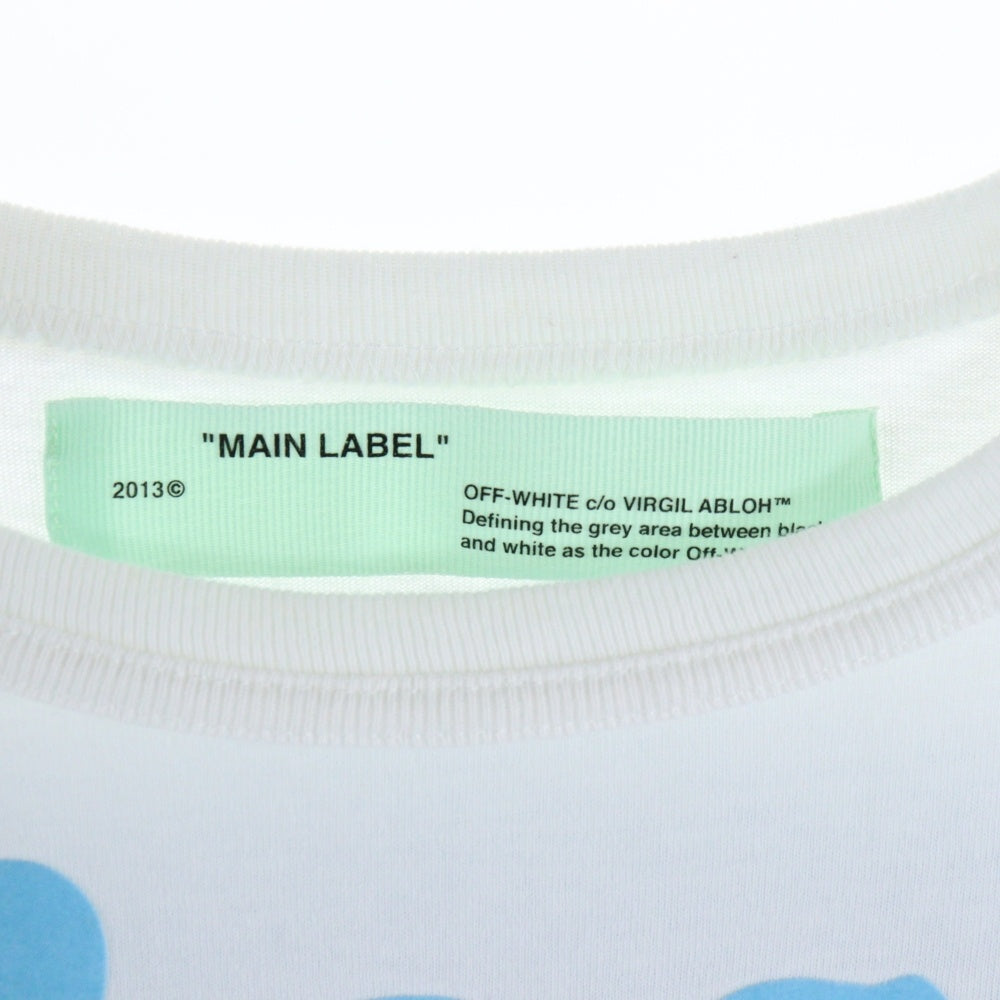 "MAIN LABEL"
2013©
OFF-WHITE c/o VIRGIL ABLOH™
Defining the grey area between
and white as the color